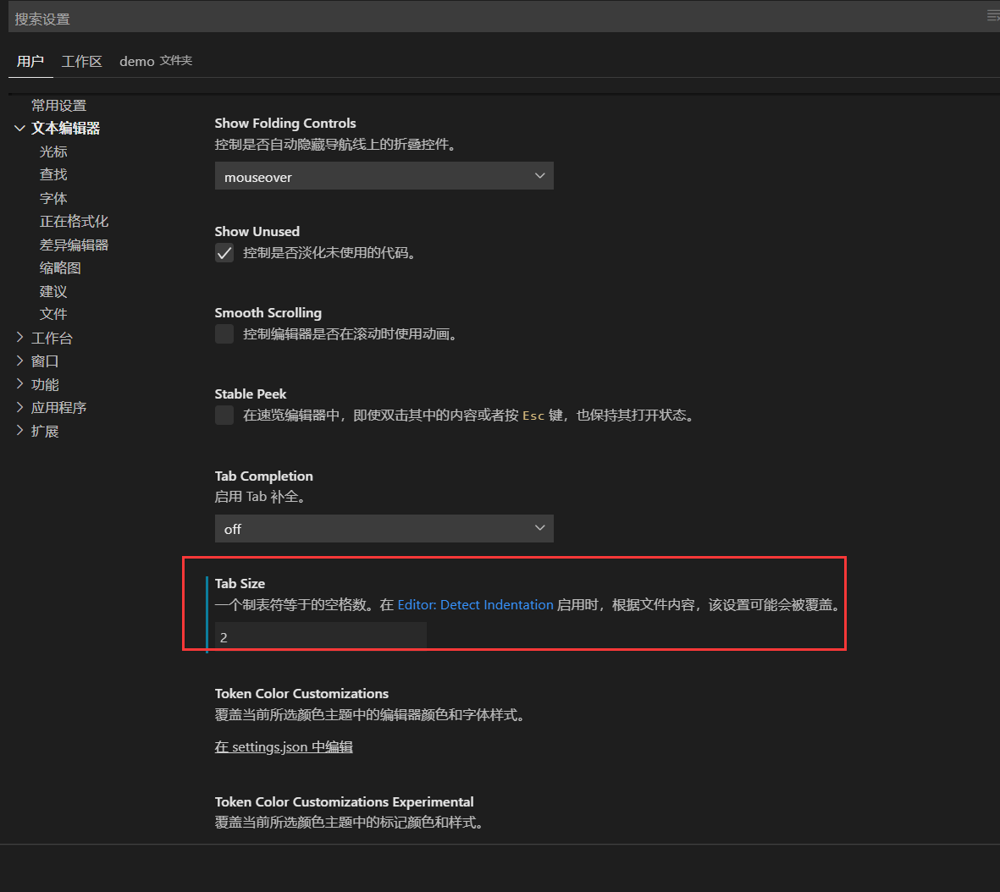 搜索设置
用户 工作区 demo 文件夹
常用设置
文本编辑器
光标
查找
字体
正在格式化
差异编辑器
缩略图
建议
文件
工作台
窗口
功能
应用程序
扩展
Show Folding Controls
控制是否自动隐藏导航线上的折叠控件。
mouseover
Show Unused
控制是否淡化未使用的代码。
Smooth Scrolling
控制编辑器是否在滚动时使用动画。
Stable Peek
在速览编辑器中，即使双击其中的内容或者按 Esc 键，也保持其打开状态。
Tab Completion
启用 Tab 补全。
off
Tab Size
一个制表符等于的空格数。在 Editor: Detect Indentation 启用时，根据文件内容，该设置可能会被覆盖。
2
Token Color Customizations
覆盖当前所选颜色主题中的编辑器颜色和字体样式。
在 settings.json 中编辑
Token Color Customizations Experimental
覆盖当前所选颜色主题中的标记颜色和样式。